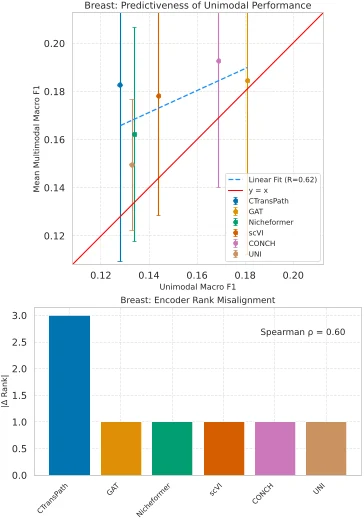 Breast: Predictiveness of Unimodal Performance
Mean Multimodal Macro F1
0.20
0.18
0.16
0.14
0.12
Linear Fit (R=0.62)
y = x
CTransPath
GAT
Nicheformer
scVI
CONCH
UNI
0.12 0.14 0.16 0.18 0.20
Unimodal Macro F1
Breast: Encoder Rank Misalignment
|Δ Rank|
3.0
2.5
2.0
1.5
1.0
0.5
0.0
Spearman ρ = 0.60
CTransPath GAT Nicheformer scVI CONCH UNI